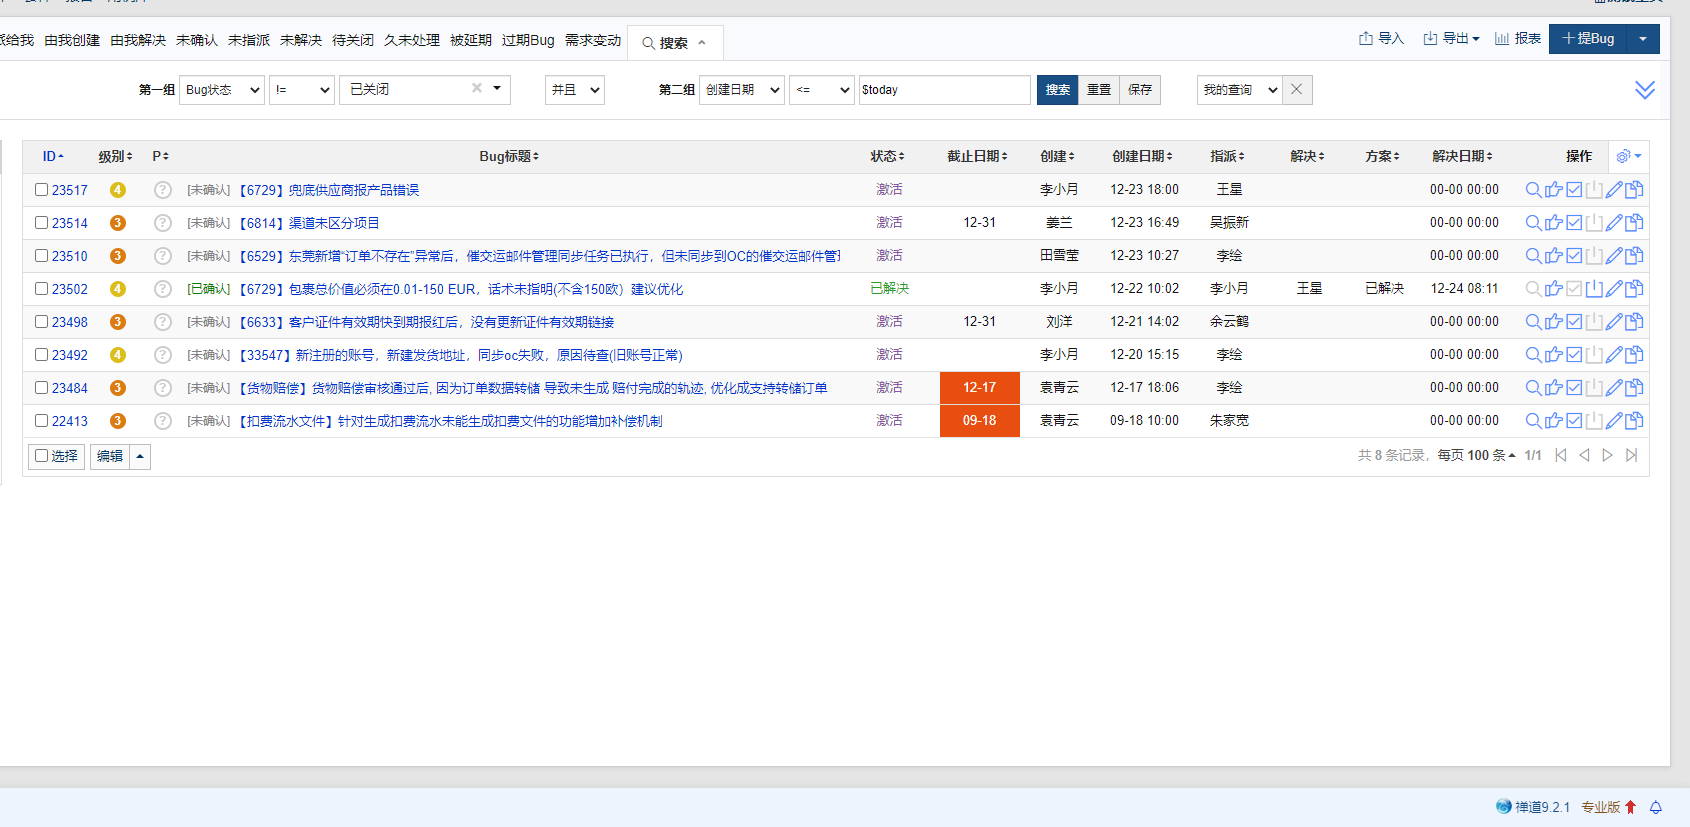 派给我 由我创建 由我解决 未确认 未指派 未解决 待关闭 久未处理 被延期 过期Bug 需求变动 搜索 导入 导出 报表 提Bug
第一组 Bug状态 != 已关闭 并且 第二组 创建日期 <= $today 搜索 重置 保存 我的查询
ID 级别 P Bug标题 状态 截止日期 创建 创建日期 指派 解决 方案 解决日期 操作
23517 4 ? [未确认] 【6729】兜底供应商报产品错误 激活 李小月 12-23 18:00 王星 00-00 00:00
23514 3 ? [未确认] 【6814】渠道未区分项目 激活 12-31 姜兰 12-23 16:49 吴振新 00-00 00:00
23510 3 ? [未确认] 【6529】东莞新增“订单不存在”异常后，催交运邮件管理同步任务已执行，但未同步到OC的催交运邮件管 激活 田雪莹 12-23 10:27 李绘 00-00 00:00
23502 4 ? [已确认] 【6729】包裹总价值必须在0.01-150 EUR，话术未指明(不含150欧）建议优化 已解决 李小月 12-22 10:02 李小月 王星 已解决 12-24 08:11
23498 3 ? [未确认] 【6633】客户证件有效期快到期报红后，没有更新证件有效期链接 激活 12-31 刘洋 12-21 14:02 余云鹤 00-00 00:00
23492 4 ? [未确认] 【33547】新注册的账号，新建发货地址，同步oc失败，原因待查(旧账号正常) 激活 李小月 12-20 15:15 李绘 00-00 00:00
23484 3 ? [未确认] 【货物赔偿】货物赔偿审核通过后, 因为订单数据转储 导致未生成 赔付完成的轨迹, 优化成支持转储订单 激活 12-17 袁青云 12-17 18:06 李绘 00-00 00:00
22413 3 ? [未确认] 【扣费流水文件】针对生成扣费流水未能生成扣费文件的功能增加补偿机制 激活 09-18 袁青云 09-18 10:00 朱家宽 00-00 00:00
选择 编辑 共 8 条记录，每页 100 条 1/1
禅道9.2.1 专业版